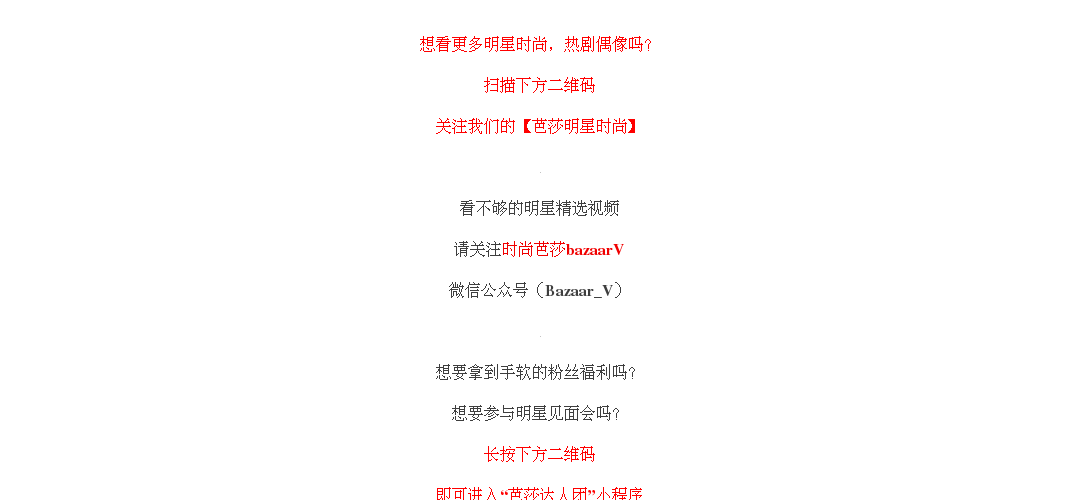 想看更多明星时尚，热剧偶像吗?
扫描下方二维码
关注我们的【芭莎明星时尚】
看不够的明星精选视频
请关注时尚芭莎bazaarV
微信公众号（Bazaar_V）
想要拿到手软的粉丝福利吗?
想要参与明星见面会吗?
长按下方二维码
即可进入“芭莎达人团”小程序